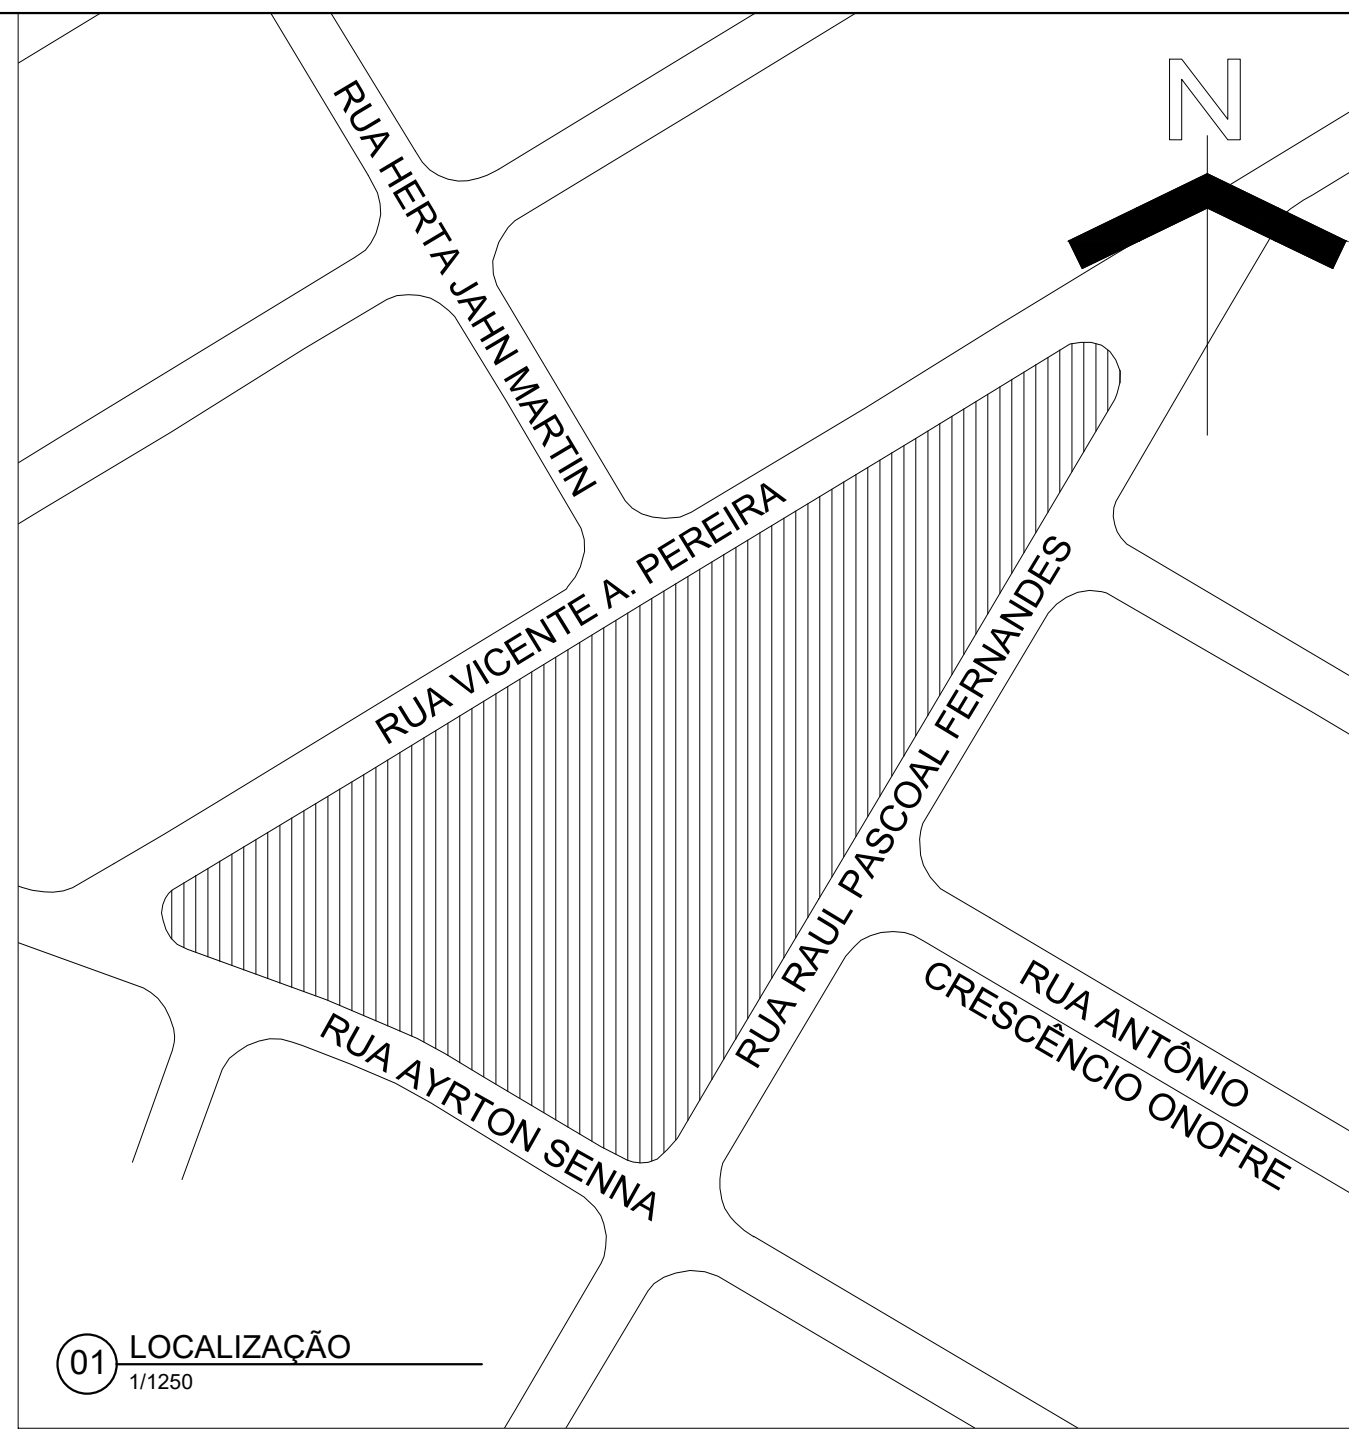 N
RUA HERTA JAHN MARTIN
RUA VICENTE A. PEREIRA
RUA RAUL PASCOAL FERNANDES
RUA ANTÔNIO
CRESCÊNCIO ONOFRE
RUA AYRTON SENNA
01 LOCALIZAÇÃO
1/1250